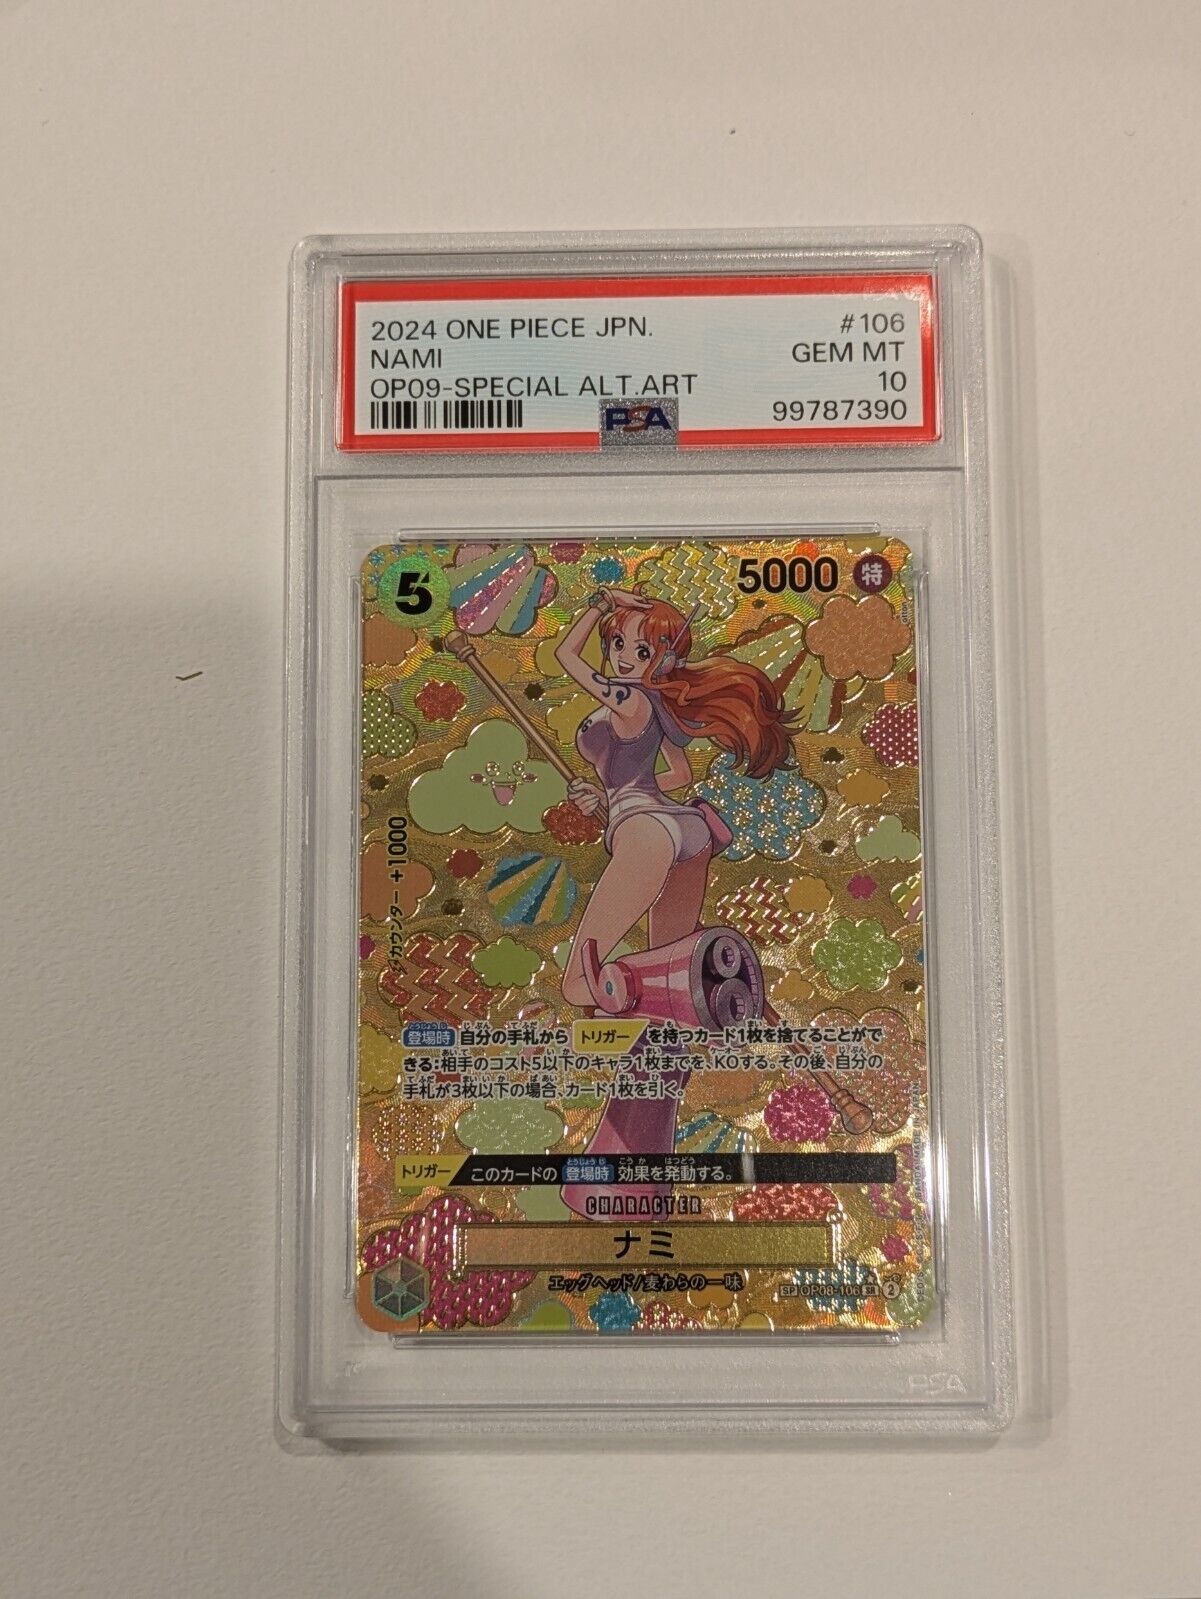 2024 ONE PIECE JPN.
#106
NAMI
GEM MT
OP09-SPECIAL ALT.ART
10
PSA
99787390
5
5000 特
カウンター +1000
登場時 自分の手札から トリガー を持つカード1枚を捨てることがで
きる：相手のコスト5以下のキャラ1枚までを、KOする。その後、自分の
手札が3枚以下の場合、カード1枚を引く。
トリガー このカードの 登場時 効果を発動する。
CHARACTER
ナミ
エッグヘッド/麦わらの一味
SP OP08-106 SR 2
PSA